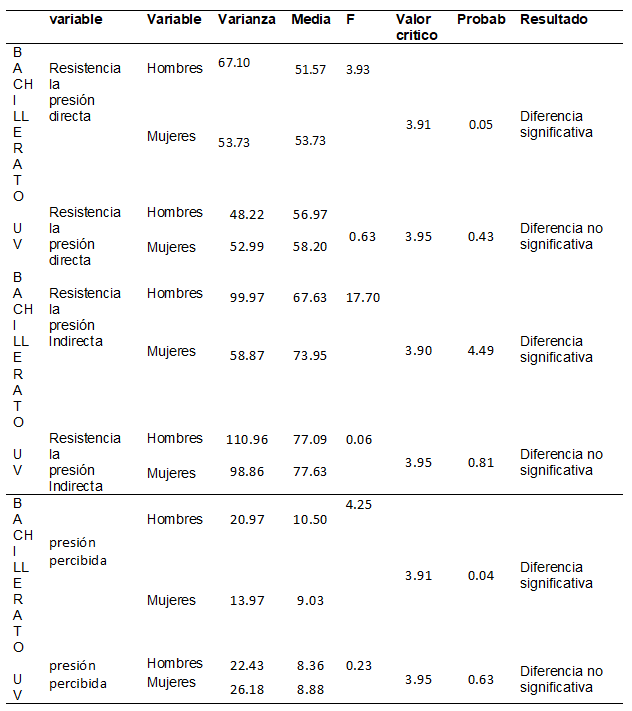 variable Variable Varianza Media F Valor critico Probab Resultado
BACHILLERATO Resistencia la presión directa Hombres 67.10 51.57 3.93
Mujeres 53.73 53.73 3.91 0.05 Diferencia significativa
UV Resistencia la presión directa Hombres 48.22 56.97
Mujeres 52.99 58.20 0.63 3.95 0.43 Diferencia no significativa
BACHILLERATO Resistencia la presión Indirecta Hombres 99.97 67.63 17.70
Mujeres 58.87 73.95 3.90 4.49 Diferencia significativa
UV Resistencia la presión Indirecta Hombres 110.96 77.09 0.06
Mujeres 98.86 77.63 3.95 0.81 Diferencia no significativa
BACHILLERATO presión percibida Hombres 20.97 10.50 4.25
Mujeres 13.97 9.03 3.91 0.04 Diferencia significativa
UV presión percibida Hombres 22.43 8.36 0.23
Mujeres 26.18 8.88 3.95 0.63 Diferencia no significativa